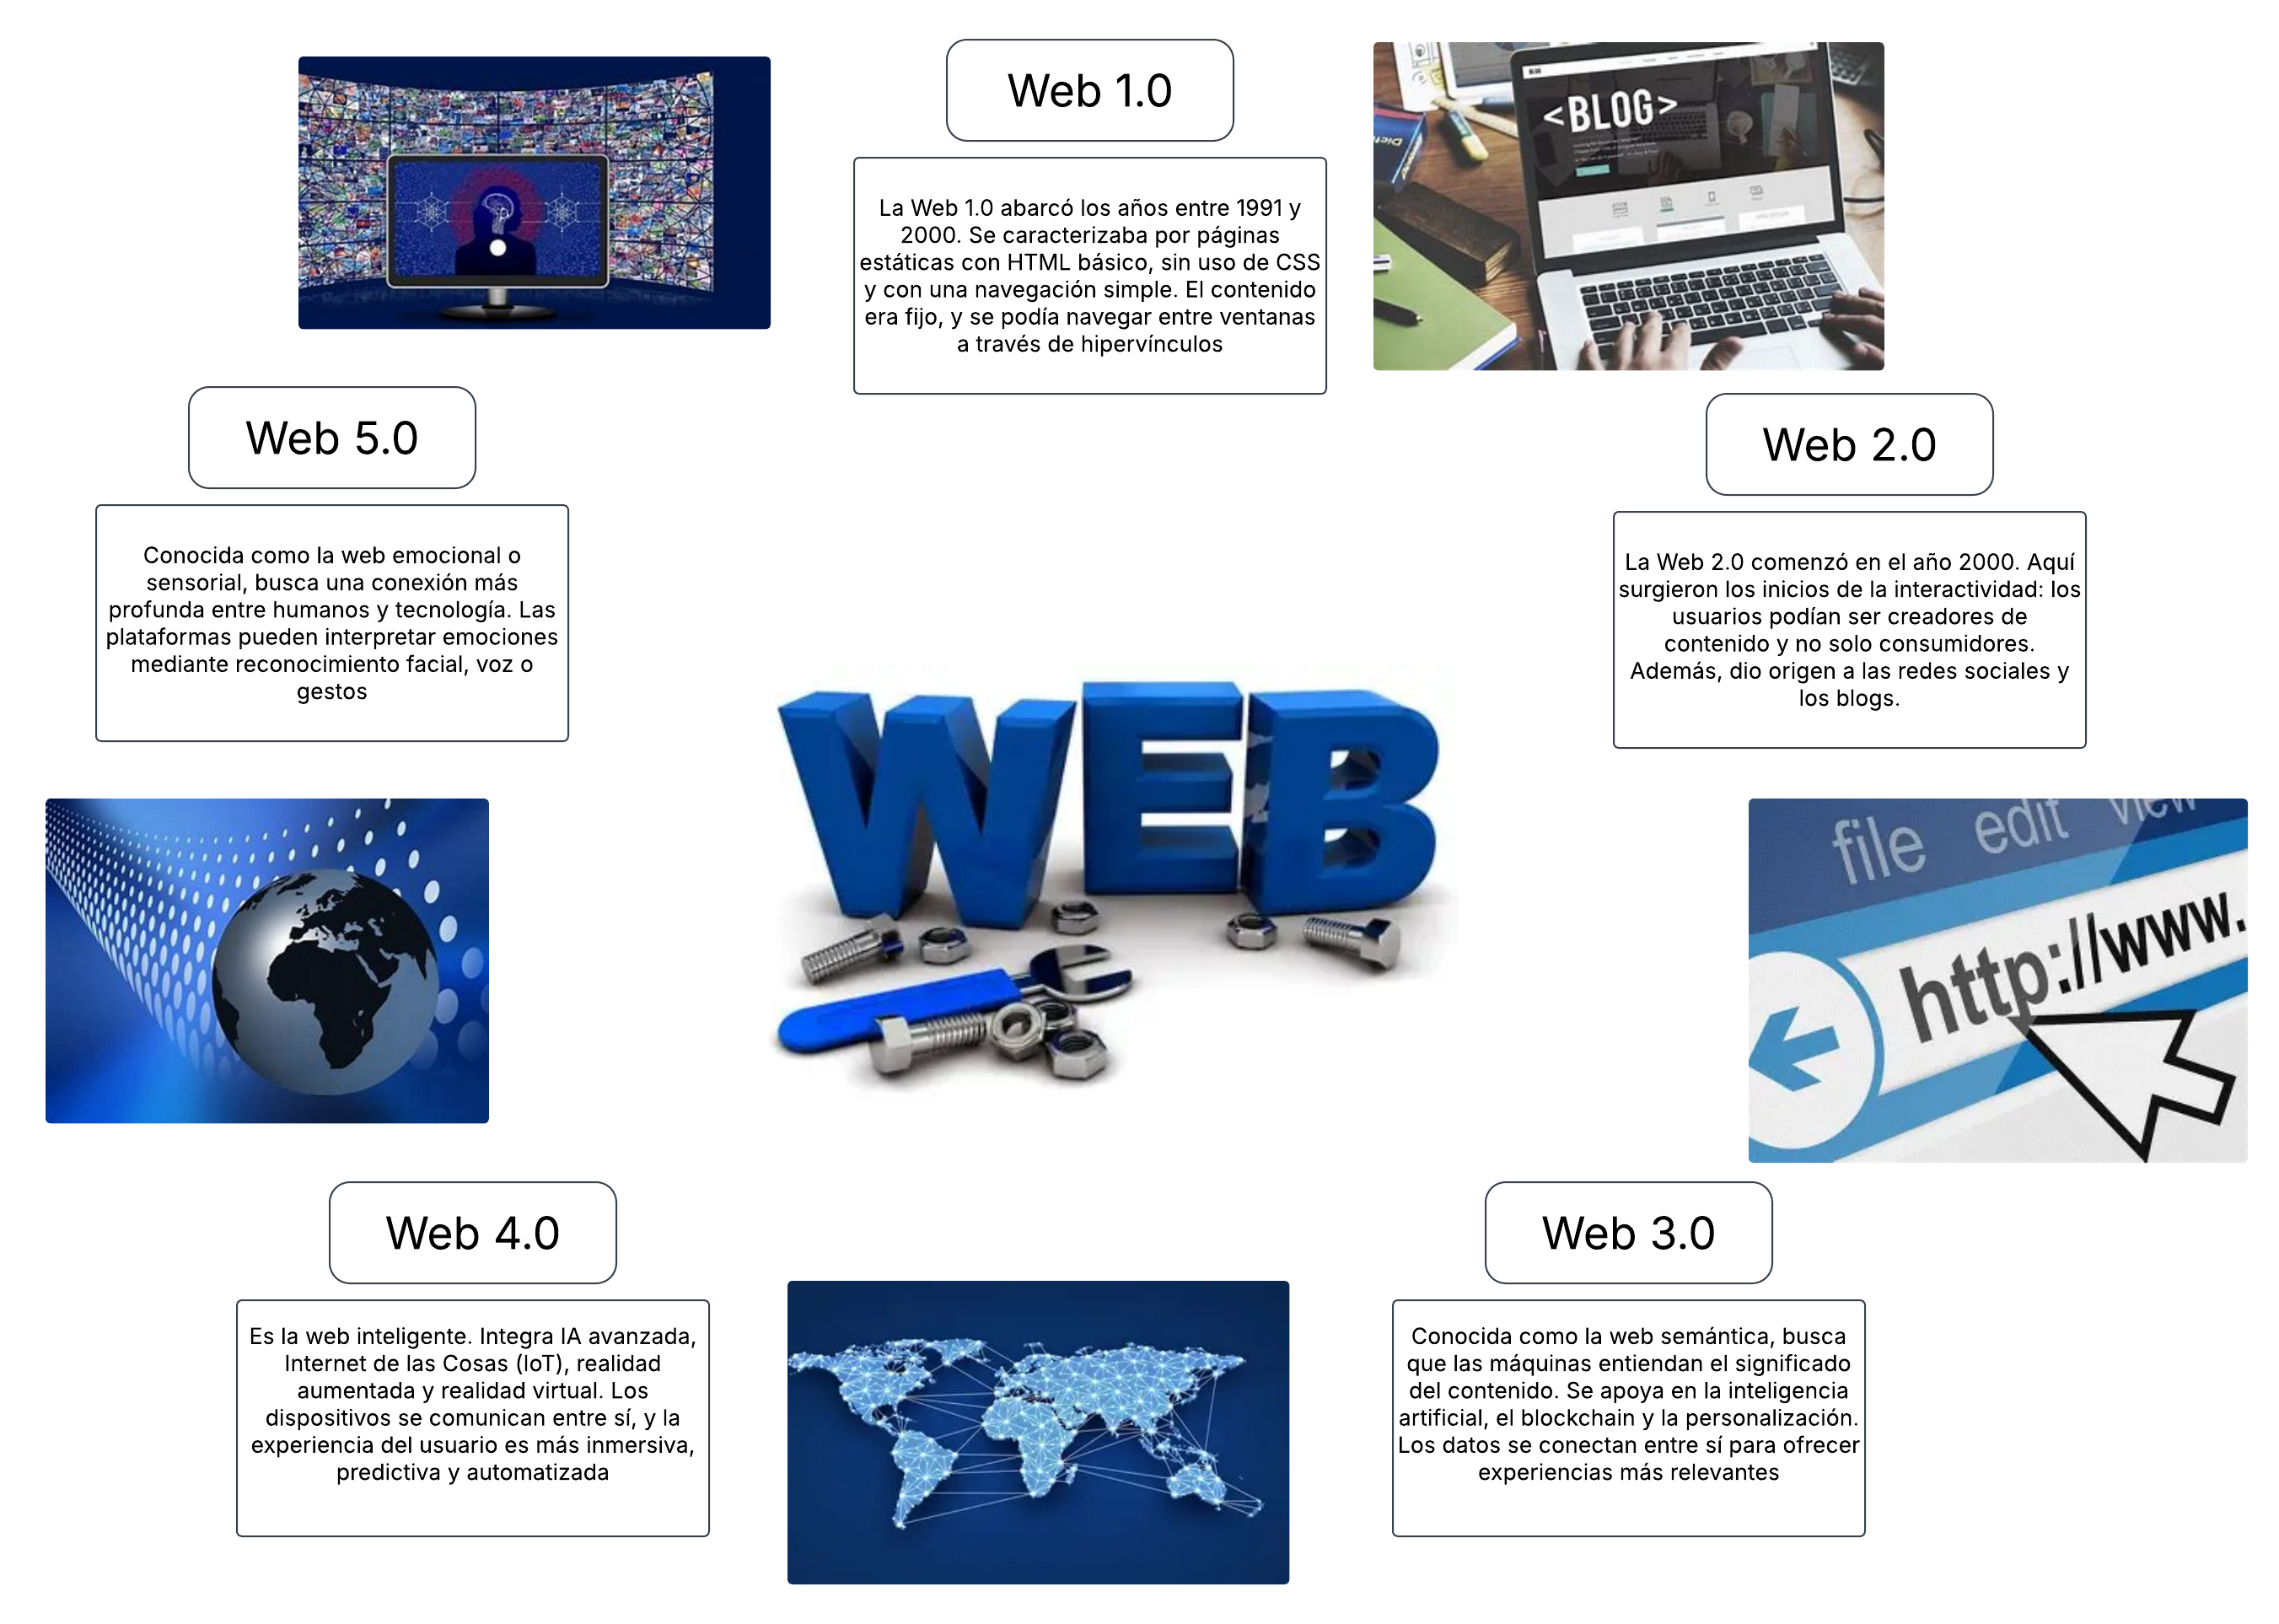 Web 1.0
La Web 1.0 abarcó los años entre 1991 y
2000. Se caracterizaba por páginas
estáticas con HTML básico, sin uso de CSS
y con una navegación simple. El contenido
era fijo, y se podía navegar entre ventanas
a través de hipervínculos
<BLOG>
Web 2.0
La Web 2.0 comenzó en el año 2000. Aquí
surgieron los inicios de la interactividad: los
usuarios podían ser creadores de
contenido y no solo consumidores.
Además, dio origen a las redes sociales y
los blogs.
file edit view
http://www.
Web 3.0
Conocida como la web semántica, busca
que las máquinas entiendan el significado
del contenido. Se apoya en la inteligencia
artificial, el blockchain y la personalización.
Los datos se conectan entre sí para ofrecer
experiencias más relevantes
Web 4.0
Es la web inteligente. Integra IA avanzada,
Internet de las Cosas (IoT), realidad
aumentada y realidad virtual. Los
dispositivos se comunican entre sí, y la
experiencia del usuario es más inmersiva,
predictiva y automatizada
Web 5.0
Conocida como la web emocional o
sensorial, busca una conexión más
profunda entre humanos y tecnología. Las
plataformas pueden interpretar emociones
mediante reconocimiento facial, voz o
gestos
WEB